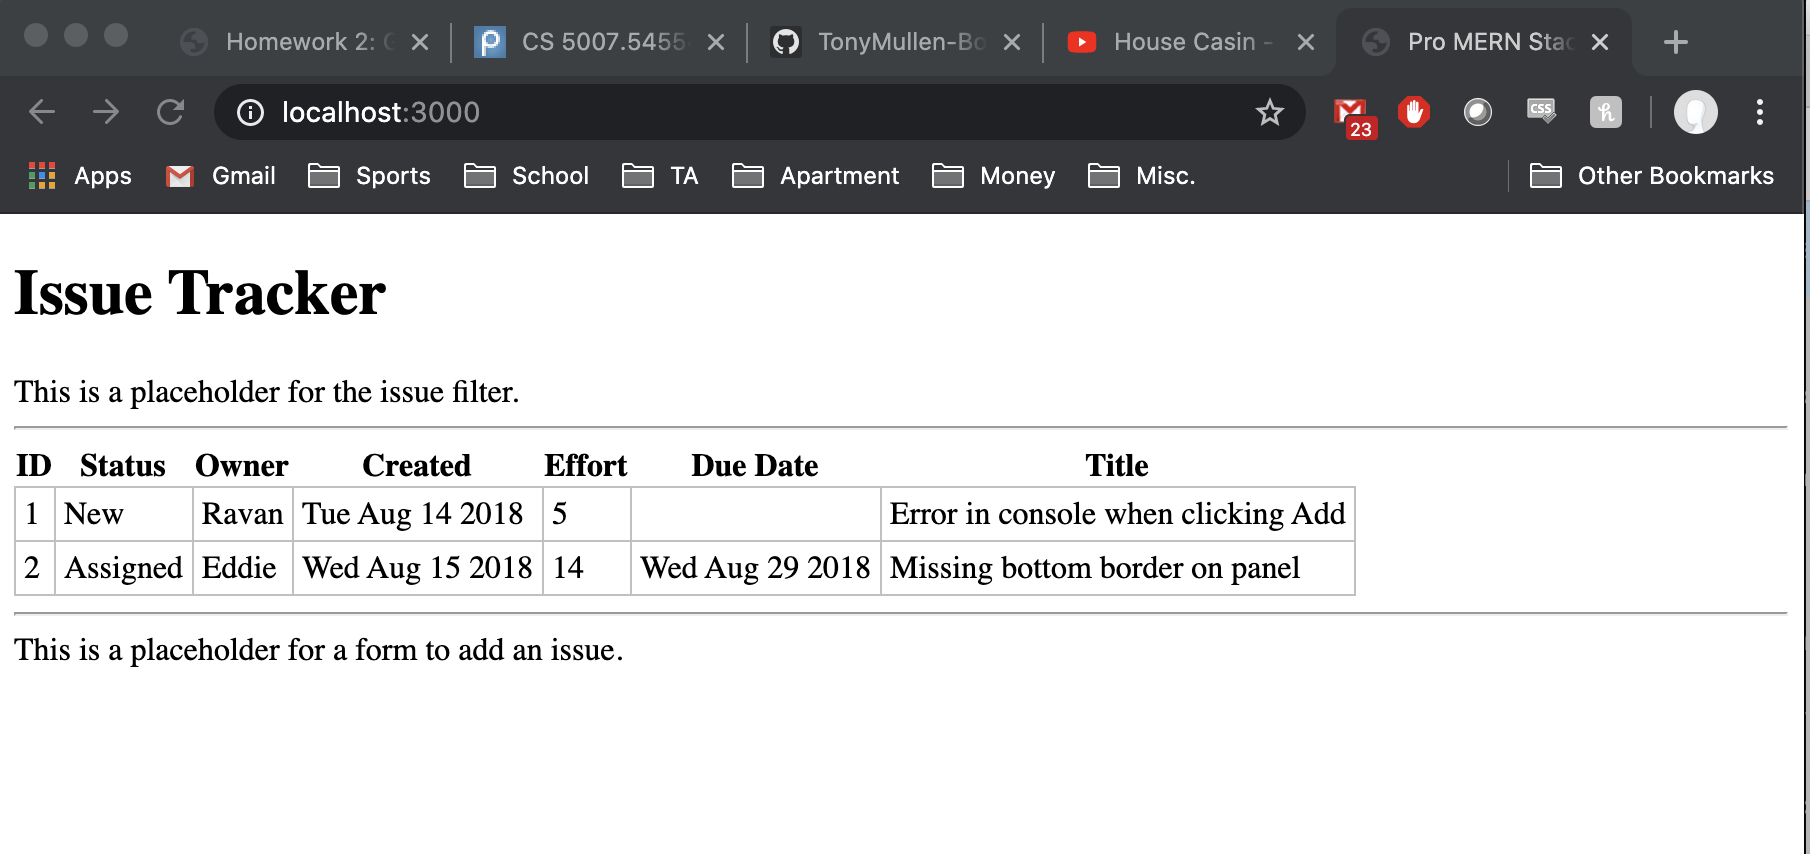 Homework 2: CS 5007.5455 TonyMullen-Bo House Casin - Pro MERN Stac
localhost:3000 23 CSS h
Apps Gmail Sports School TA Apartment Money Misc. Other Bookmarks
Issue Tracker
This is a placeholder for the issue filter.
ID Status Owner Created Effort Due Date Title
1 New Ravan Tue Aug 14 2018 5 Error in console when clicking Add
2 Assigned Eddie Wed Aug 15 2018 14 Wed Aug 29 2018 Missing bottom border on panel
This is a placeholder for a form to add an issue.